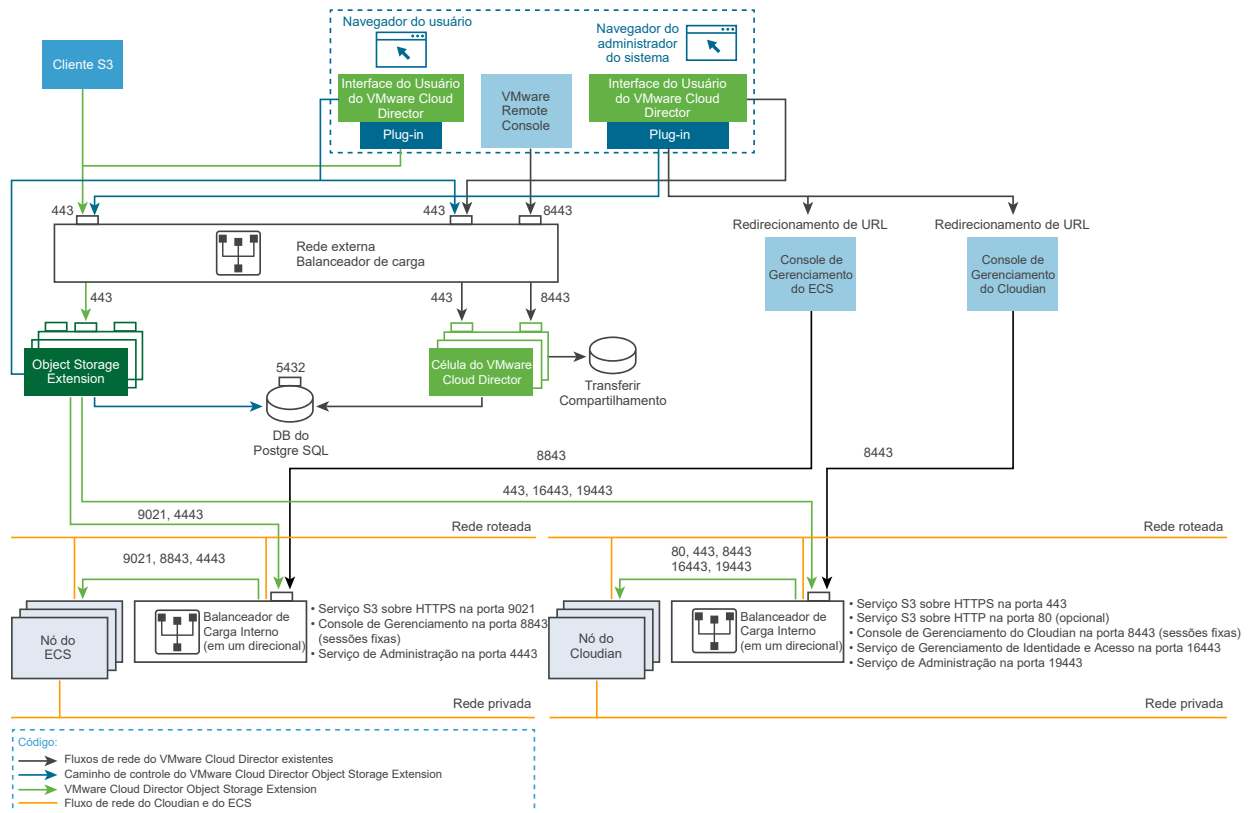 Navegador do usuário
Navegador do
administrador
do sistema
Cliente S3
Interface do Usuário
do VMware Cloud
Director
Plug-in
VMware
Remote
Console
Interface do Usuário
do VMware Cloud
Director
Plug-in
443
443
8443
Redirecionamento de URL
Redirecionamento de URL
Rede externa
Balanceador de carga
Console de
Gerenciamento
do ECS
Console de
Gerenciamento
do Cloudian
443
443
8443
Object Storage
Extension
5432
Célula do VMware
Cloud Director
Transferir
Compartilhamento
DB do
Postgre SQL
8843
8443
443, 16443, 19443
9021, 4443
Rede roteada
Rede roteada
9021, 8843, 4443
80, 443, 8443
16443, 19443
Nó do
ECS
Balanceador de
Carga Interno
(em um direcional)
• Serviço S3 sobre HTTPS na porta 9021
• Console de Gerenciamento na porta 8843
(sessões fixas)
• Serviço de Administração na porta 4443
Nó do
Cloudian
Balanceador de
Carga Interno
(em um direcional)
• Serviço S3 sobre HTTPS na porta 443
• Serviço S3 sobre HTTP na porta 80 (opcional)
• Console de Gerenciamento do Cloudian na porta 8443 (sessões fixas)
• Serviço de Gerenciamento de Identidade e Acesso na porta 16443
• Serviço de Administração na porta 19443
Rede privada
Rede privada
Código:
Fluxos de rede do VMware Cloud Director existentes
Caminho de controle do VMware Cloud Director Object Storage Extension
VMware Cloud Director Object Storage Extension
Fluxo de rede do Cloudian e do ECS